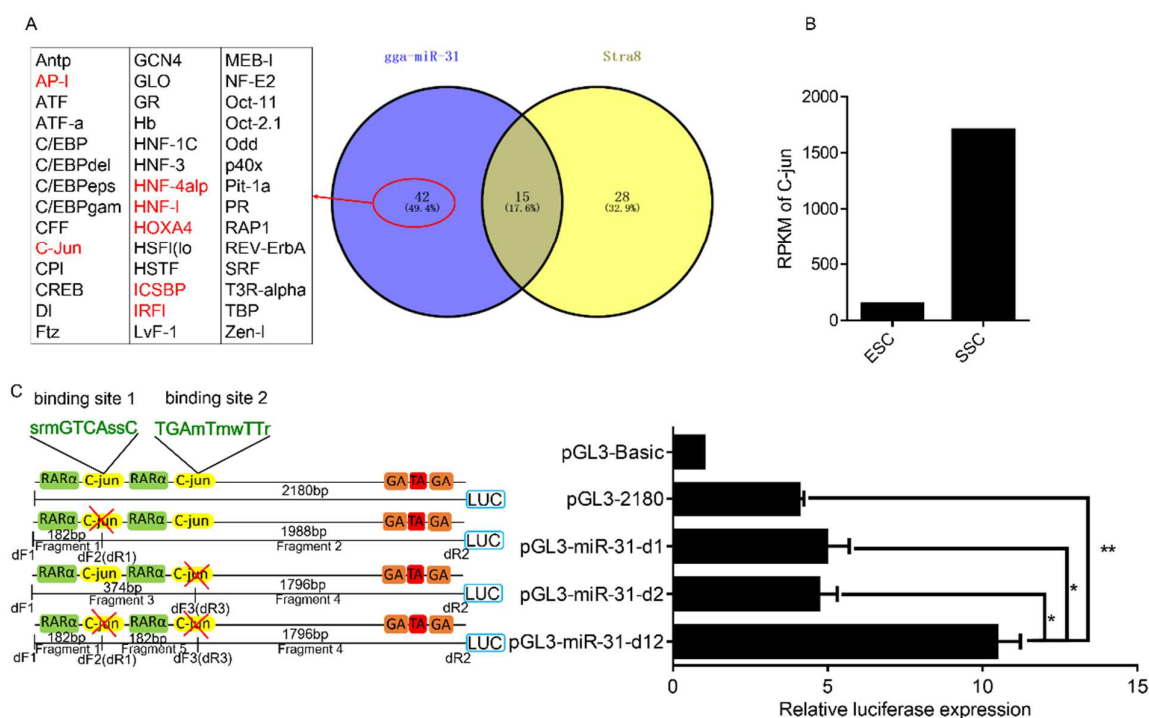 A
Antp GCN4 MEB-I
AP-I GLO NF-E2
ATF GR Oct-11
ATF-a Hb Oct-2.1
C/EBP HNF-1C Odd
C/EBPdel HNF-3 p40x
C/EBPeps HNF-4alp Pit-1a
C/EBPgam HNF-I PR
CFF HOXA4 RAP1
C-Jun HSFI(lo REV-ErbA
CPI HSTF SRF
CREB ICSBP T3R-alpha
DI IRFI TBP
Ftz LvF-1 Zen-I
gga-miR-31 Stra8
42 15 28
(49.4%) (17.6%) (32.9%)
B
RPKM of C-jun
2000
1500
1000
500
0
ESC SSC
C
binding site 1 binding site 2
srmGTCAssC TGAmTmwTTr
RARα C-jun RARα C-jun GA TA GA
2180bp LUC
RARα C-jun RARα C-jun GA TA GA
182bp 1988bp LUC
Fragment 1 Fragment 2
dF1 dF2(dR1) dR2
RARα C-jun RARα C-jun GA TA GA
374bp 1796bp LUC
Fragment 3 Fragment 4
dF1 dF3(dR3) dR2
RARα C-jun RARα C-jun GA TA GA
182bp 182bp 1796bp LUC
Fragment 1 Fragment 5 Fragment 4
dF1 dF2(dR1) dF3(dR3) dR2
pGL3-Basic
pGL3-2180
pGL3-miR-31-d1
pGL3-miR-31-d2
pGL3-miR-31-d12
**
*
*
0 5 10 15
Relative luciferase expression